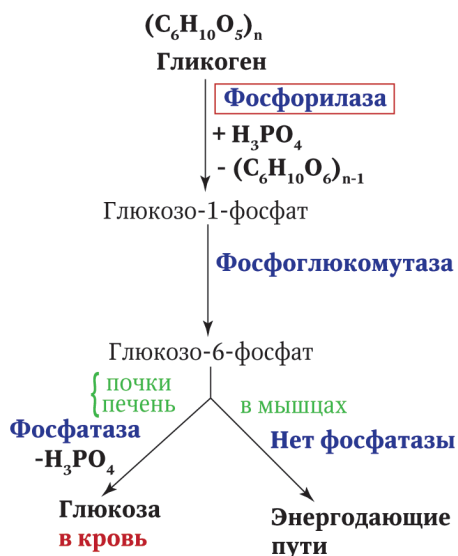 (C₆H₁₀O₅)ₙ
Гликоген
Фосфорилаза
+ H₃PO₄
- (C₆H₁₀O₆)ₙ₋₁
Глюкозо-1-фосфат
Фосфоглюкомутаза
Глюкозо-6-фосфат
почки
печень
в мышцах
Фосфатаза
-H₃PO₄
Нет фосфатазы
Глюкоза
в кровь
Энергодающие
пути